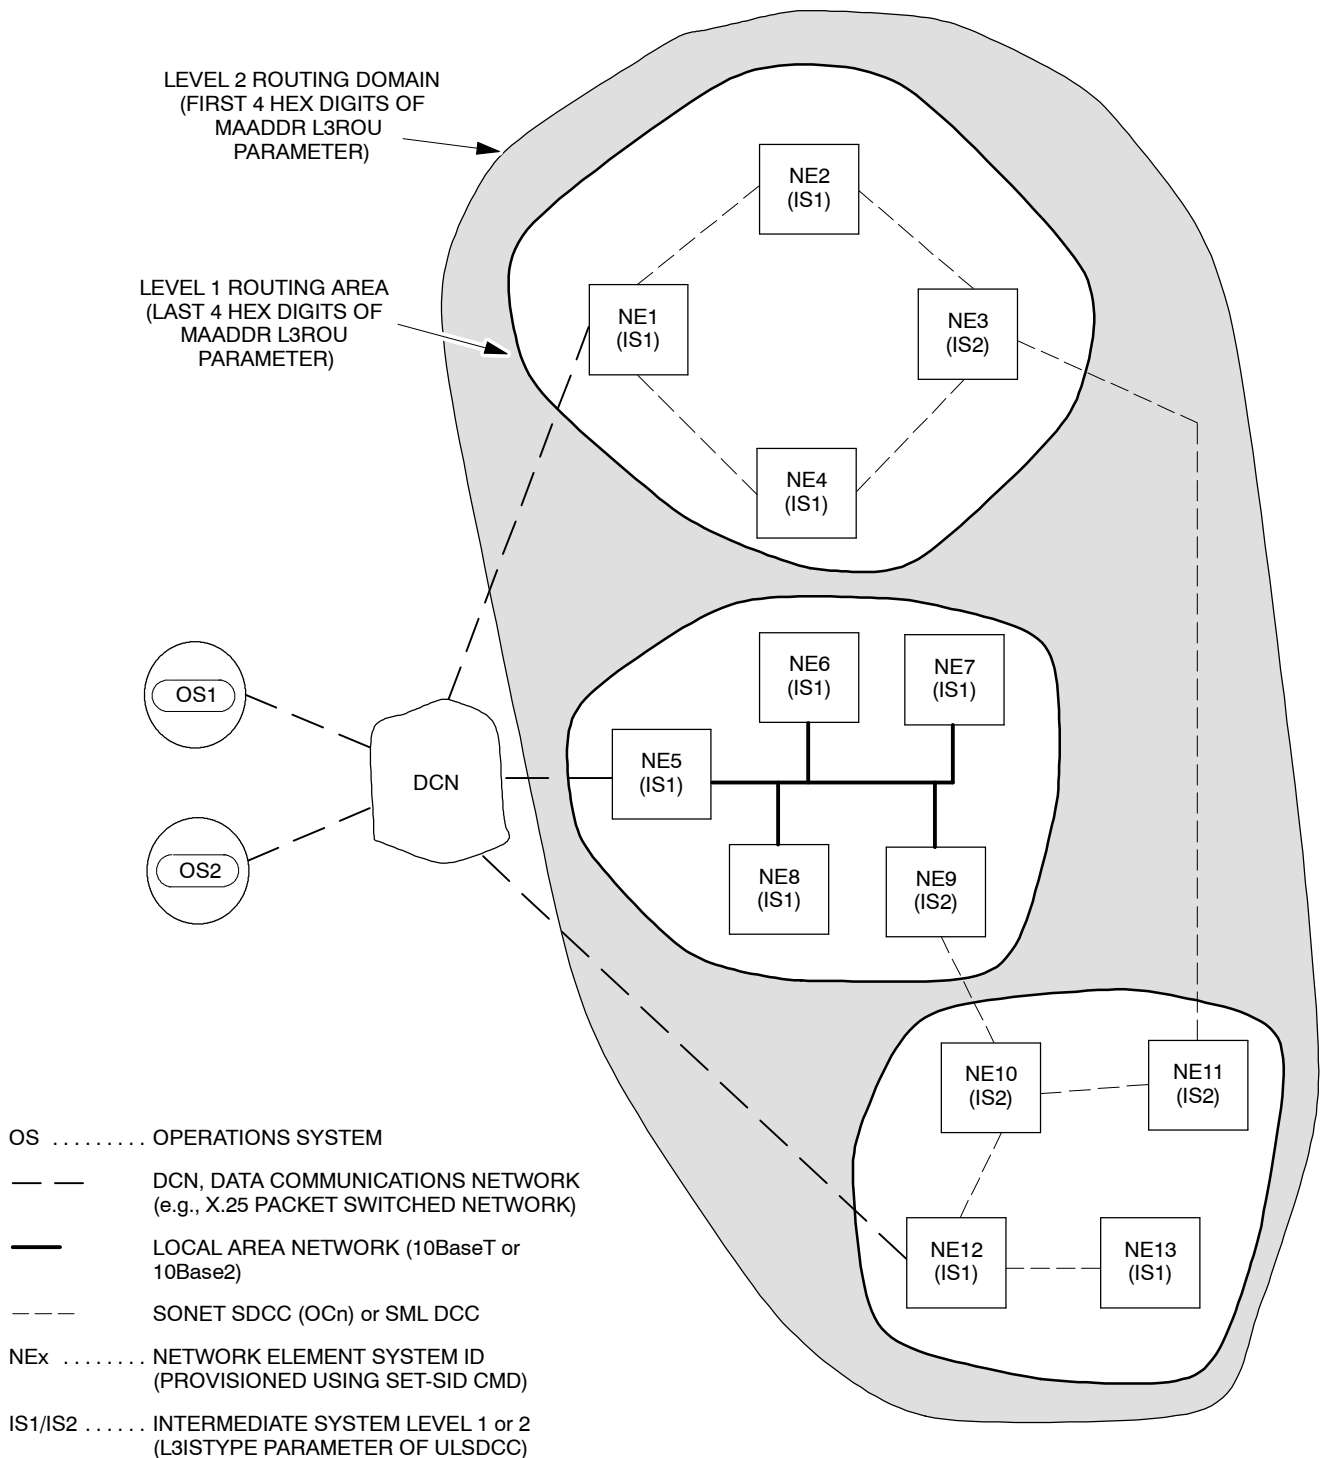 LEVEL 2 ROUTING DOMAIN
(FIRST 4 HEX DIGITS OF
MAADDR L3ROU
PARAMETER)
LEVEL 1 ROUTING AREA
(LAST 4 HEX DIGITS OF
MAADDR L3ROU
PARAMETER)
NE2
(IS1)
NE1
(IS1)
NE3
(IS2)
NE4
(IS1)
NE6
(IS1)
NE7
(IS1)
OS1
NE5
(IS1)
DCN
OS2
NE8
(IS1)
NE9
(IS2)
NE10
(IS2)
NE11
(IS2)
NE12
(IS1)
NE13
(IS1)
OS ......... OPERATIONS SYSTEM
DCN, DATA COMMUNICATIONS NETWORK
(e.g., X.25 PACKET SWITCHED NETWORK)
LOCAL AREA NETWORK (10BaseT or
10Base2)
SONET SDCC (OCn) or SML DCC
NEx ........ NETWORK ELEMENT SYSTEM ID
(PROVISIONED USING SET-SID CMD)
IS1/IS2 ...... INTERMEDIATE SYSTEM LEVEL 1 or 2
(L3ISTYPE PARAMETER OF ULSDCC)